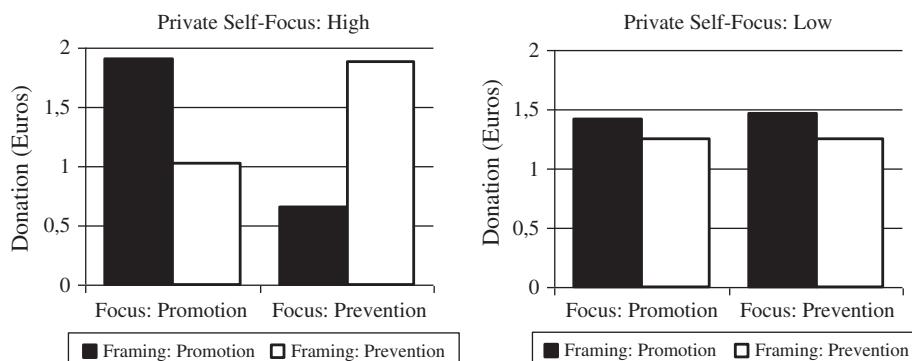 Private Self-Focus: High
Donation (Euros)
2
1,5
1
0,5
0
Focus: Promotion Focus: Prevention
Framing: Promotion Framing: Prevention
Private Self-Focus: Low
Donation (Euros)
2
1,5
1
0,5
0
Focus: Promotion Focus: Prevention
Framing: Promotion Framing: Prevention